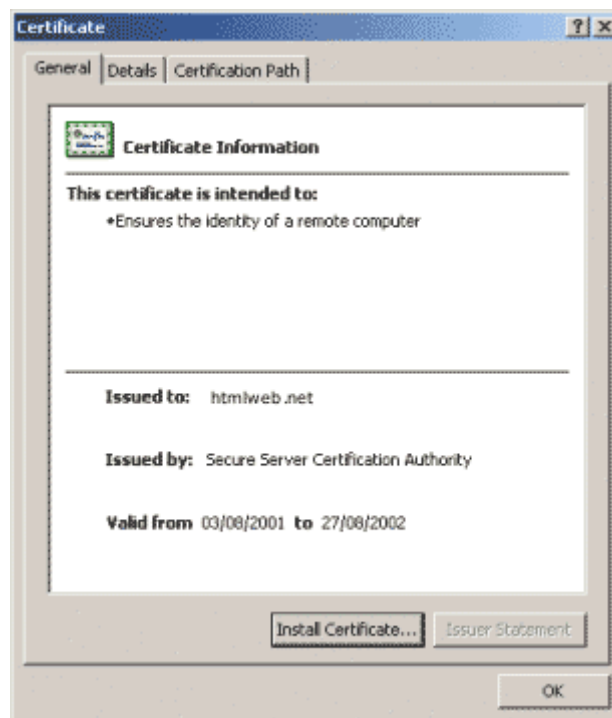 Certificate
General Details Certification Path
Certificate Information
This certificate is intended to:
•Ensures the identity of a remote computer
Issued to: htmlweb.net
Issued by: Secure Server Certification Authority
Valid from 03/08/2001 to 27/08/2002
Install Certificate... Issuer Statement
OK